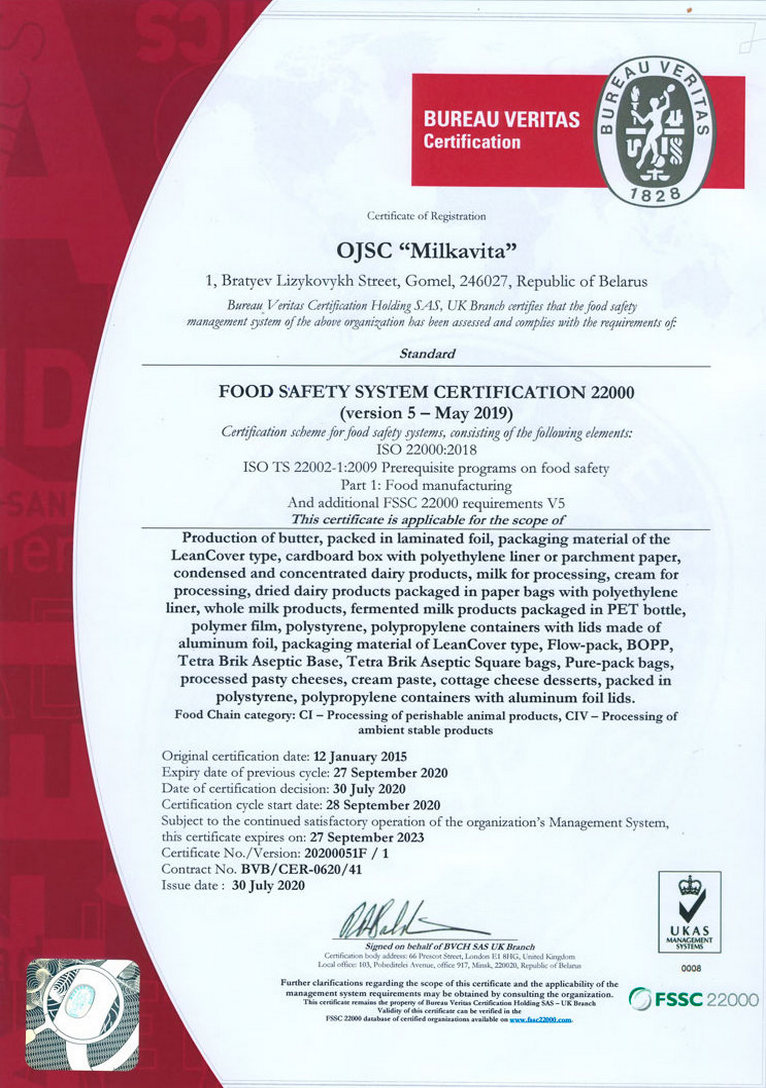 BUREAU VERITAS
Certification
BUREAU VERITAS
1828
Certificate of Registration
OJSC “Milkavita”
1, Bratyev Lizykovykh Street, Gomel, 246027, Republic of Belarus
Bureau Veritas Certification Holding SAS, UK Branch certifies that the food safety
management system of the above organization has been assessed and complies with the requirements of:
Standard
FOOD SAFETY SYSTEM CERTIFICATION 22000
(version 5 – May 2019)
Certification scheme for food safety systems, consisting of the following elements:
ISO 22000:2018
ISO TS 22002-1:2009 Prerequisite programs on food safety
Part 1: Food manufacturing
And additional FSSC 22000 requirements V5
This certificate is applicable for the scope of
Production of butter, packed in laminated foil, packaging material of the
LeanCover type, cardboard box with polyethylene liner or parchment paper,
condensed and concentrated dairy products, milk for processing, cream for
processing, dried dairy products packaged in paper bags with polyethylene
liner, whole milk products, fermented milk products packaged in PET bottle,
polymer film, polystyrene, polypropylene containers with lids made of
aluminum foil, packaging material of LeanCover type, Flow-pack, BOPP,
Tetra Brik Aseptic Base, Tetra Brik Aseptic Square bags, Pure-pack bags,
processed pasty cheeses, cream paste, cottage cheese desserts, packed in
polystyrene, polypropylene containers with aluminum foil lids.
Food Chain category: CI – Processing of perishable animal products, CIV – Processing of
ambient stable products
Original certification date: 12 January 2015
Expiry date of previous cycle: 27 September 2020
Date of certification decision: 30 July 2020
Certification cycle start date: 28 September 2020
Subject to the continued satisfactory operation of the organization’s Management System,
this certificate expires on: 27 September 2023
Certificate No./Version: 20200051F / 1
Contract No. BVB/CER-0620/41
Issue date : 30 July 2020
Signed on behalf of BVCH SAS UK Branch
Certification body address: 66 Prescot Street, London E1 8HG, United Kingdom
Local office: 103, Pobediteley Avenue, office 917, Minsk, 220020, Republic of Belarus
Further clarifications regarding the scope of this certificate and the applicability of the
management system requirements may be obtained by consulting the organization.
This certificate remains the property of Bureau Veritas Certification Holding SAS – UK Branch
Validity of this certificate can be verified in the
FSSC 22000 database of certified organizations available on www.fssc22000.com.
UKAS
MANAGEMENT
SYSTEMS
0008
FSSC 22000